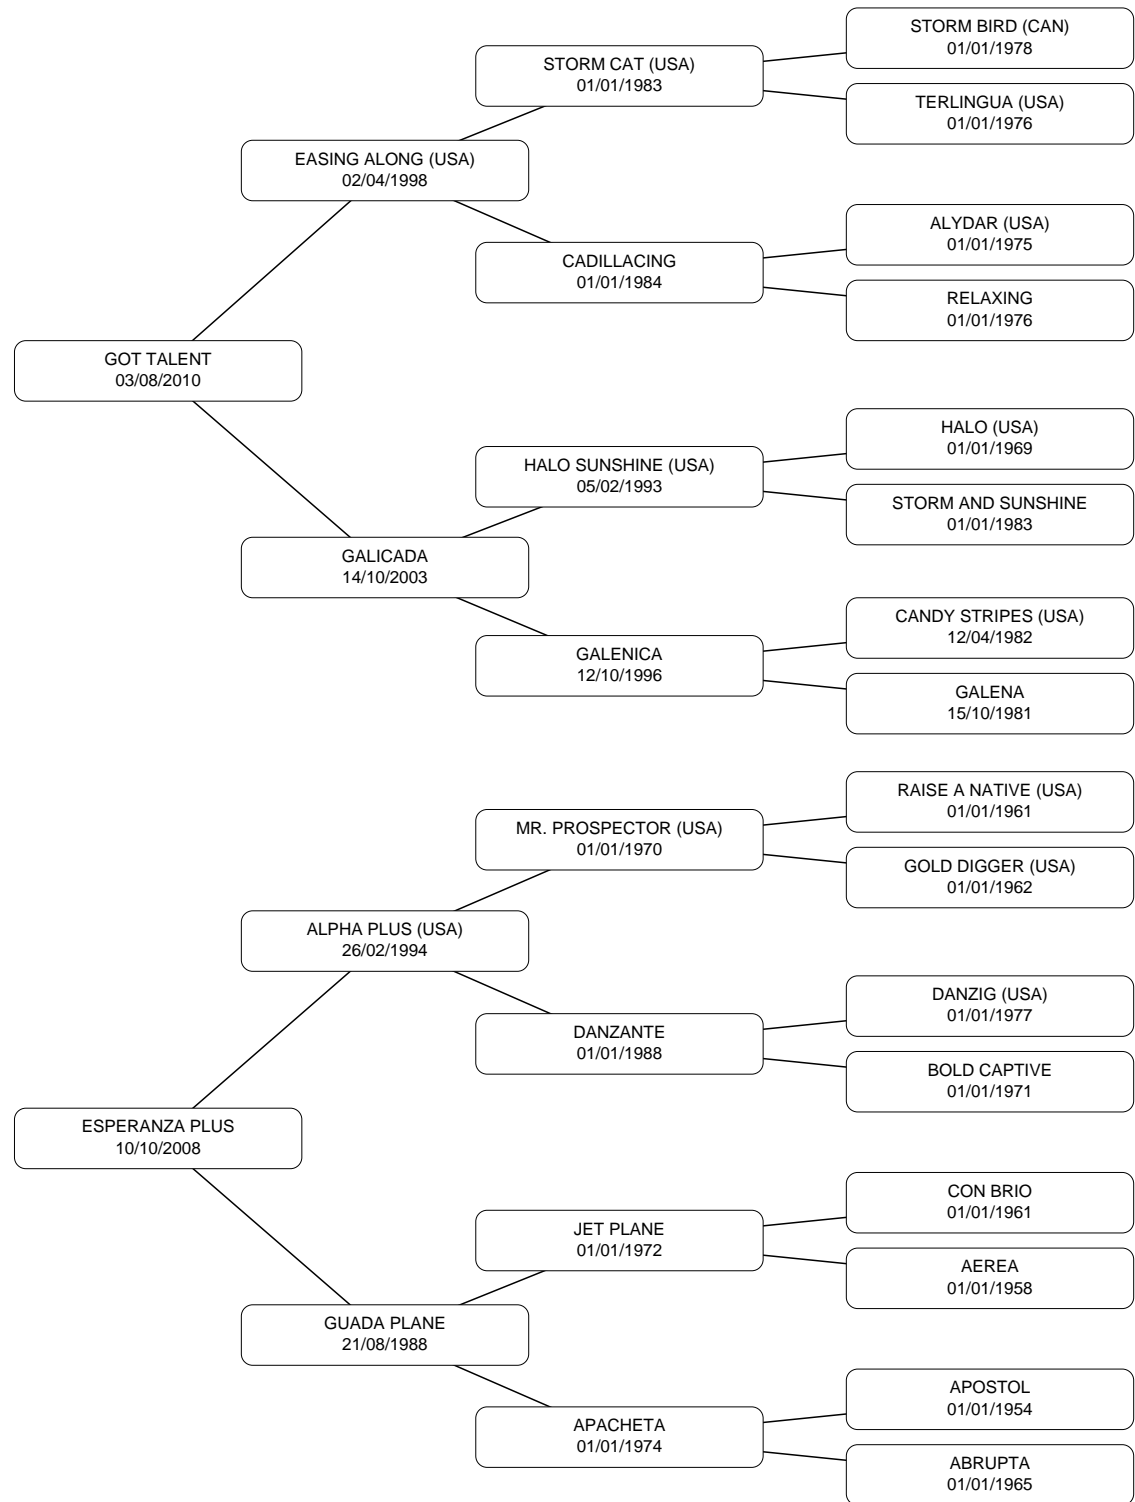 STORM BIRD (CAN)
01/01/1978
STORM CAT (USA)
01/01/1983
TERLINGUA (USA)
01/01/1976
EASING ALONG (USA)
02/04/1998
ALYDAR (USA)
01/01/1975
CADILLACING
01/01/1984
RELAXING
01/01/1976
GOT TALENT
03/08/2010
HALO (USA)
01/01/1969
HALO SUNSHINE (USA)
05/02/1993
STORM AND SUNSHINE
01/01/1983
GALICADA
14/10/2003
CANDY STRIPES (USA)
12/04/1982
GALENICA
12/10/1996
GALENA
15/10/1981
RAISE A NATIVE (USA)
01/01/1961
MR. PROSPECTOR (USA)
01/01/1970
GOLD DIGGER (USA)
01/01/1962
ALPHA PLUS (USA)
26/02/1994
DANZIG (USA)
01/01/1977
DANZANTE
01/01/1988
BOLD CAPTIVE
01/01/1971
ESPERANZA PLUS
10/10/2008
CON BRIO
01/01/1961
JET PLANE
01/01/1972
AEREA
01/01/1958
GUADA PLANE
21/08/1988
APOSTOL
01/01/1954
APACHETA
01/01/1974
ABRUPTA
01/01/1965